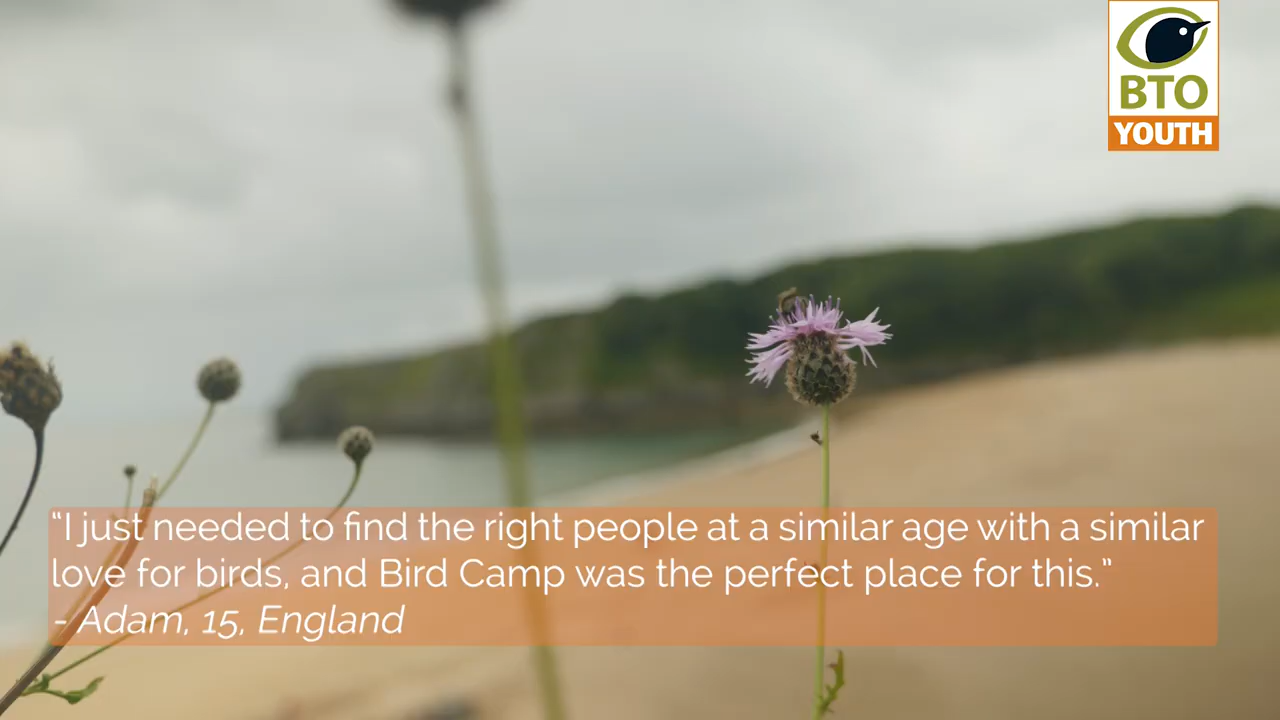 BTO
YOUTH
“I just needed to find the right people at a similar age with a similar
love for birds, and Bird Camp was the perfect place for this.”
- Adam, 15, England